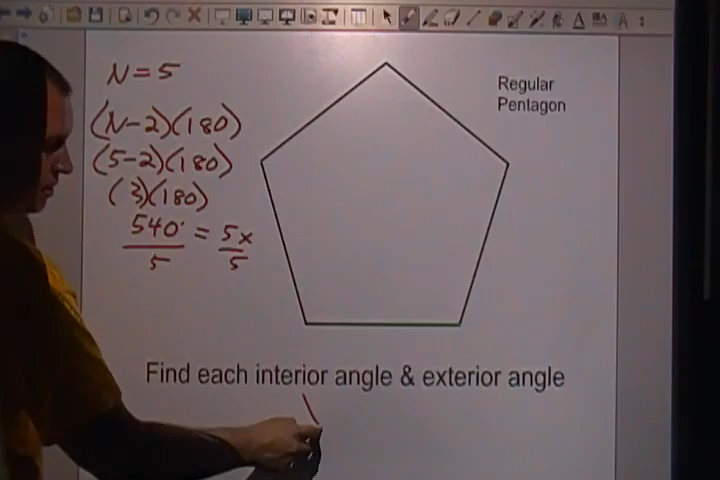 N = 5
(N-2)(180)
(5-2)(180)
(3)(180)
540° = 5x
5 5
Regular
Pentagon
Find each interior angle & exterior angle